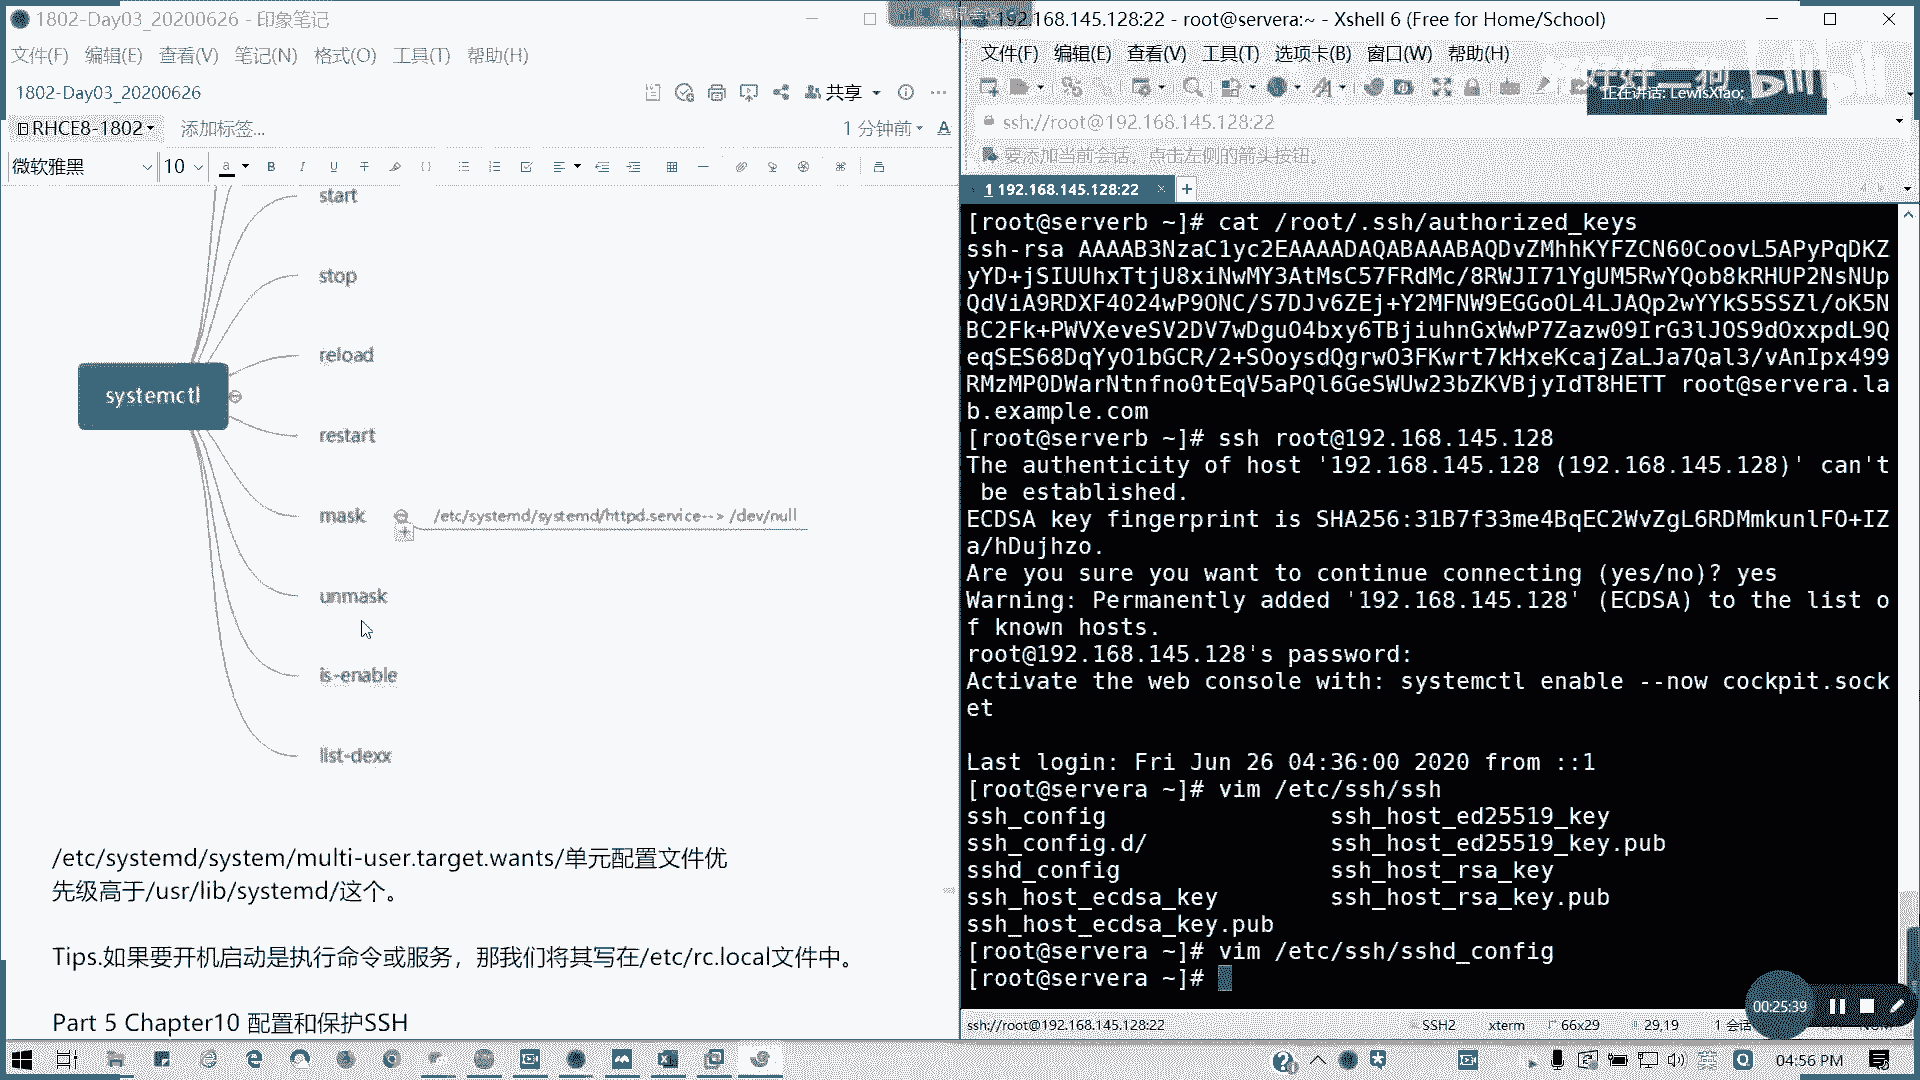 1802-Day03_20200626 - 印象笔记
文件(F) 编辑(E) 查看(V) 笔记(N) 格式(O) 工具(T) 帮助(H)
1802-Day03_20200626
共享
RHCE8-1802 添加标签...
1 分钟前
微软雅黑 10
start
stop
reload
systemctl
restart
mask /etc/systemd/systemd/httpd.service--> /dev/null
unmask
is-enable
list-dexx
/etc/systemd/system/multi-user.target.wants/单元配置文件优
先级高于/usr/lib/systemd/这个。
Tips.如果要开机启动是执行命令或服务，那我们将其写在/etc/rc.local文件中。
Part 5 Chapter10 配置和保护SSH
192.168.145.128:22 - root@servera:~ - Xshell 6 (Free for Home/School)
文件(F) 编辑(E) 查看(V) 工具(T) 选项卡(B) 窗口(W) 帮助(H)
正在讲话: LewisXiao;
ssh://root@192.168.145.128:22
要添加当前会话，点击左侧的箭头按钮。
1 192.168.145.128:22
[root@serverb ~]# cat /root/.ssh/authorized_keys
ssh-rsa AAAAB3NzaC1yc2EAAAADAQABAAABAQDvZMhhKYFZCN60CoovL5APyPqDKZ
yYD+jSIUUhxTtjU8xiNwMY3AtMsC57FRdMc/8RWJI71YgUM5RwYQob8kRHUP2NsNUp
QdViA9RDXF4024wP9ONC/S7DJv6ZEj+Y2MFNW9EGGoOL4LJAQp2wYYkS5SSZl/oK5N
BC2Fk+PWVXeveSV2DV7wDguO4bxy6TBjiuhnGxWwP7Zazw09IrG3lJOS9dOxxpdL9Q
eqSES68DqYyO1bGCR/2+SOoysdQgrwO3FKwrt7kHxeKcajZaLJa7Qal3/vAnIpx499
RMzMP0DWarNtnfno0tEqV5aPQl6GeSWUw23bZKVBjyIdT8HETT root@servera.la
b.example.com
[root@serverb ~]# ssh root@192.168.145.128
The authenticity of host '192.168.145.128 (192.168.145.128)' can't
be established.
ECDSA key fingerprint is SHA256:31B7f33me4BqEC2WvZgL6RDMmkunlFO+IZ
a/hDujhzo.
Are you sure you want to continue connecting (yes/no)? yes
Warning: Permanently added '192.168.145.128' (ECDSA) to the list o
f known hosts.
root@192.168.145.128's password:
Activate the web console with: systemctl enable --now cockpit.sock
et
Last login: Fri Jun 26 04:36:00 2020 from ::1
[root@servera ~]# vim /etc/ssh/ssh
ssh_config ssh_host_ed25519_key
ssh_config.d/ ssh_host_ed25519_key.pub
sshd_config ssh_host_rsa_key
ssh_host_ecdsa_key ssh_host_rsa_key.pub
ssh_host_ecdsa_key.pub
[root@servera ~]# vim /etc/ssh/sshd_config
[root@servera ~]#
00:25:39
ssh://root@192.168.145.128:22 SSH2 xterm 66x29 29,19
04:56 PM